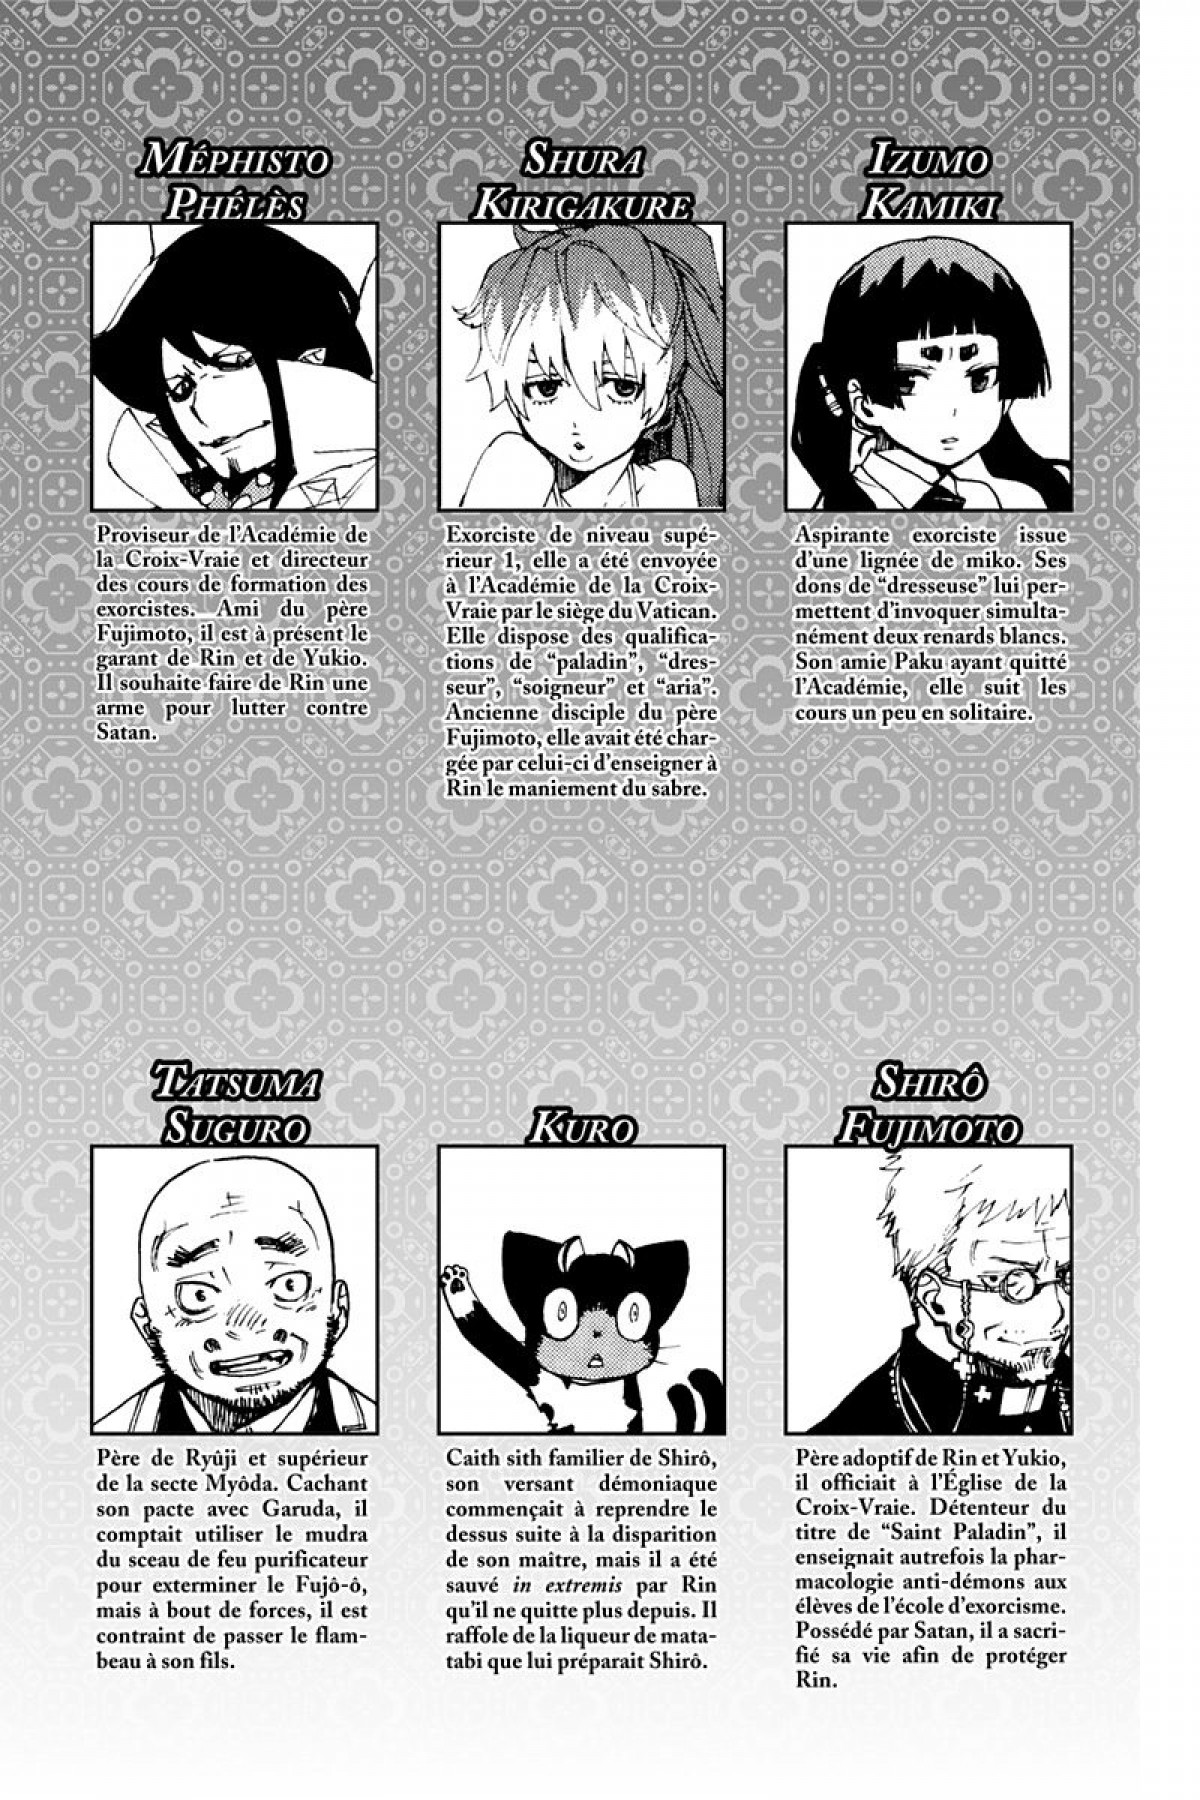 MÉPHISTO
PHÉLÈS
Proviseur de l'Académie de
la Croix-Vraie et directeur
des cours de formation des
exorcistes. Ami du père
Fujimoto, il est à présent le
garant de Rin et de Yukio.
Il souhaite faire de Rin une
arme pour lutter contre
Satan.
SHURA
KIRIGAKURE
Exorciste de niveau supé-
rieur 1, elle a été envoyée
à l'Académie de la Croix-
Vraie par le siège du Vatican.
Elle dispose des qualifica-
tions de “paladin”, “dres-
seur”, “soigneur” et “aria”.
Ancienne disciple du père
Fujimoto, elle avait été char-
gée par celui-ci d'enseigner à
Rin le maniement du sabre.
IZUMO
KAMIKI
Aspirante exorciste issue
d'une lignée de miko. Ses
dons de “dresseuse” lui per-
mettent d'invoquer simulta-
nément deux renards blancs.
Son amie Paku ayant quitté
l'Académie, elle suit les
cours un peu en solitaire.
TATSUMA
SUGURO
Père de Ryûji et supérieur
de la secte Myôda. Cachant
son pacte avec Garuda, il
comptait utiliser le mudra
du sceau de feu purificateur
pour exterminer le Fujô-ô,
mais à bout de forces, il est
contraint de passer le flam-
beau à son fils.
KURO
Caith sith familier de Shirô,
son versant démoniaque
commençait à reprendre le
dessus suite à la disparition
de son maître, mais il a été
sauvé in extremis par Rin
qu'il ne quitte plus depuis. Il
raffole de la liqueur de mata-
tabi que lui préparait Shirô.
SHIRÔ
FUJIMOTO
Père adoptif de Rin et Yukio,
il officiait à l'Église de la
Croix-Vraie. Détenteur du
titre de “Saint Paladin”, il
enseignait autrefois la phar-
macologie anti-démons aux
élèves de l'école d'exorcisme.
Possédé par Satan, il a sacri-
fié sa vie afin de protéger
Rin.